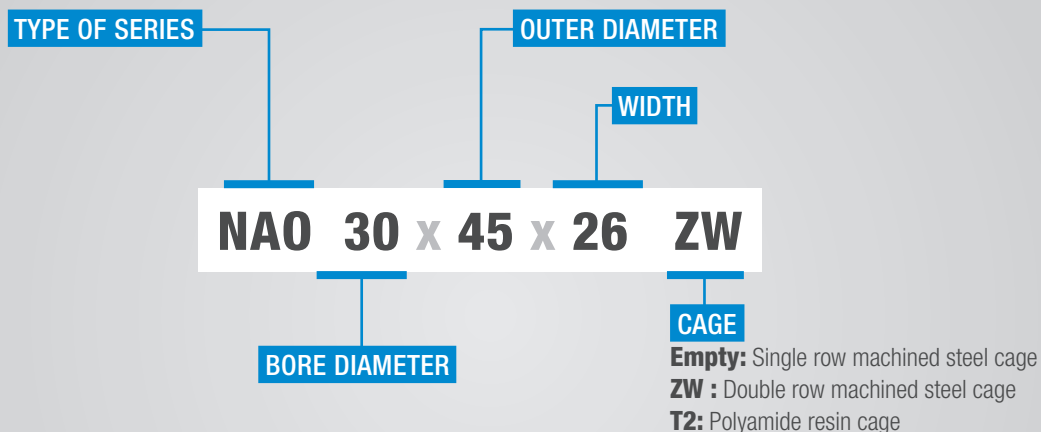 TYPE OF SERIES
OUTER DIAMETER
WIDTH
NAO 30 x 45 x 26 ZW
BORE DIAMETER
CAGE
Empty: Single row machined steel cage
ZW : Double row machined steel cage
T2: Polyamide resin cage